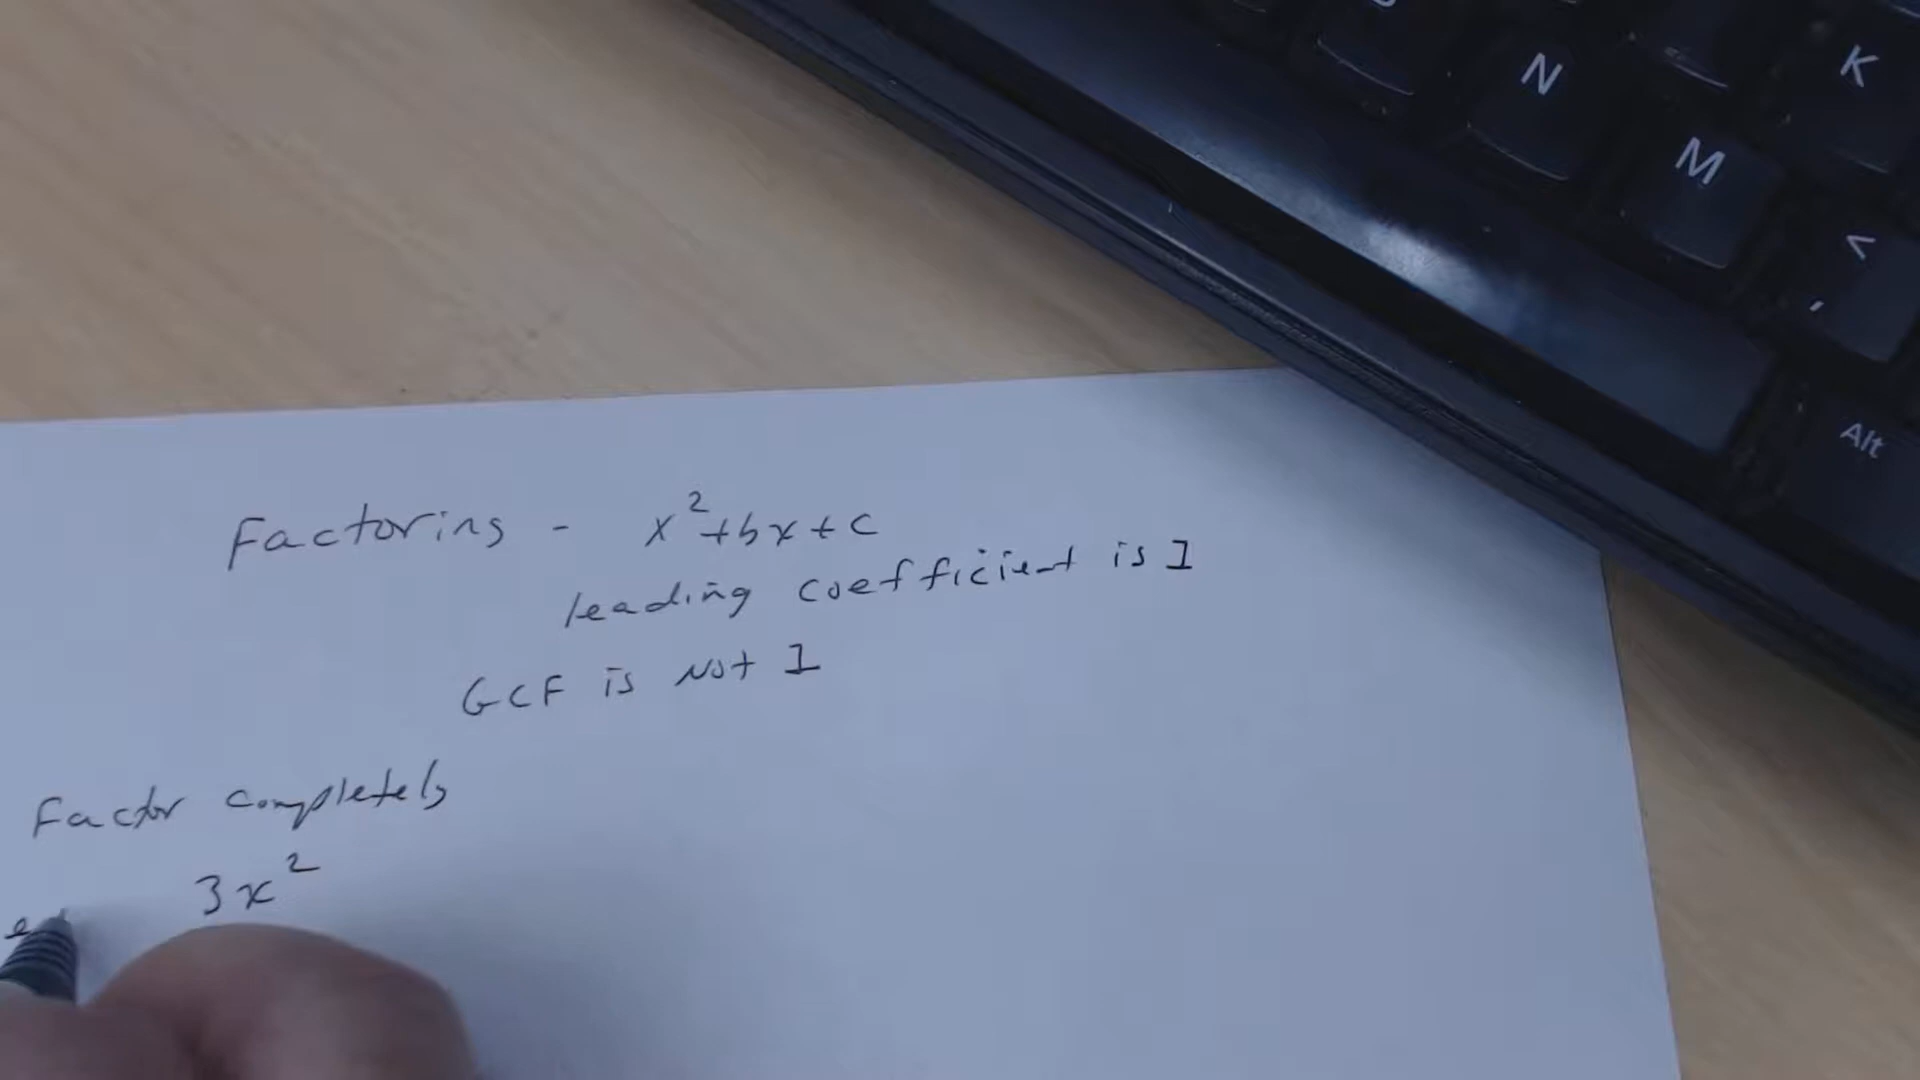 N
K
M
<
,
Alt
Factoring - x²+bx+c
leading coefficient is 1
GCF is Not 1
Factor completely
3x²